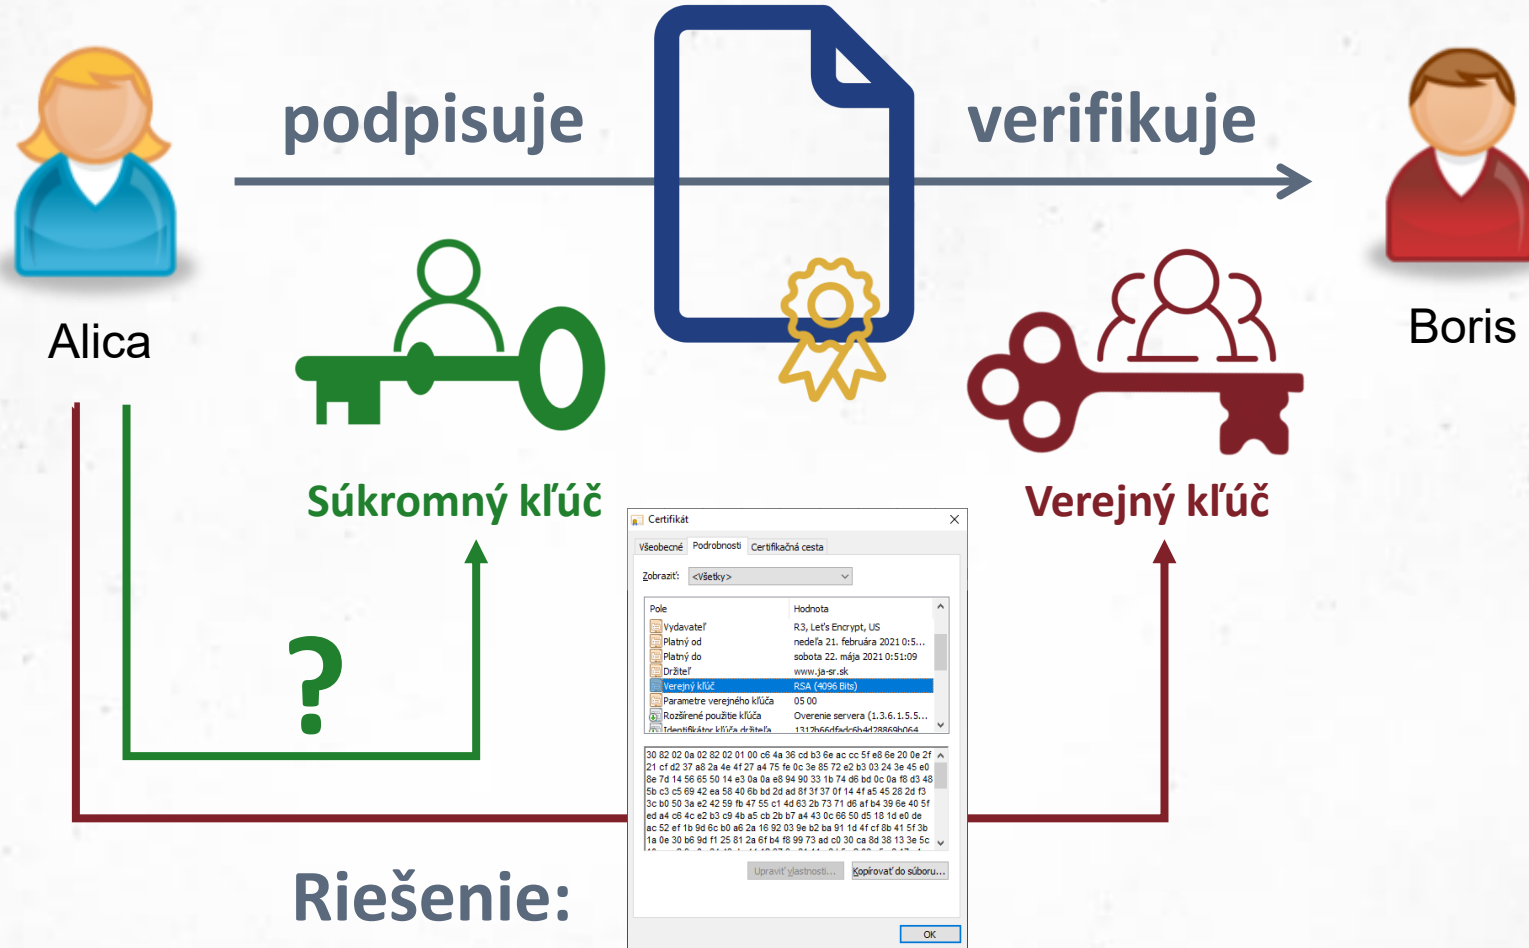 podpisuje
verifikuje
Alica
Boris
Súkromný kľúč
Verejný kľúč
?
Certifikát
Všeobecné Podrobnosti Certifikačná cesta
Zobraziť: <Všetky>
Pole Hodnota
Vydavateľ R3, Let's Encrypt, US
Platný od nedeľa 21. februára 2021 0:5...
Platný do sobota 22. mája 2021 0:51:09
Držiteľ www.ja-sr.sk
Verejný kľúč RSA (4096 Bits)
Parametre verejného kľúča 05 00
Rozšírené použitie kľúča Overenie servera (1.3.6.1.5.5...
Identifikátor kľúča držiteľa 1312b66dfadc6b4d28869b064
30 82 02 0a 02 82 02 01 00 c6 4a 36 cd b3 6e ac cc 5f e8 6e 20 0e 2f
21 cf d2 37 a8 2a 4e 4f 27 a4 75 fe 0c 3e 85 72 e2 b3 03 24 3e 45 e0
8e 7d 14 56 65 50 14 e3 0a 0a e8 94 90 33 1b 74 d6 bd 0c 0a f8 d3 48
5b c3 c5 69 42 ea 58 40 6b bd 2d ad 8f 3f 37 0f 14 4f a5 45 28 2d f3
3c b0 50 3a e2 42 59 fb 47 55 c1 4d 63 2b 73 71 d6 af b4 39 6e 40 5f
ed a4 c6 4c e2 b3 c9 4b a5 cb 2b b7 a4 43 0c 66 50 d5 18 1d e0 de
ac 52 ef 1b 9d 6c b0 a6 2a 16 92 03 9e b2 ba 91 1d 4f cf 8b 41 5f 3b
1a 0e 30 b6 9d f1 25 81 2a 6f b4 f8 99 73 ad c0 30 ca 8d 38 13 3e 5c
Upraviť vlastnosti... Kopírovať do súboru...
OK
Riešenie: